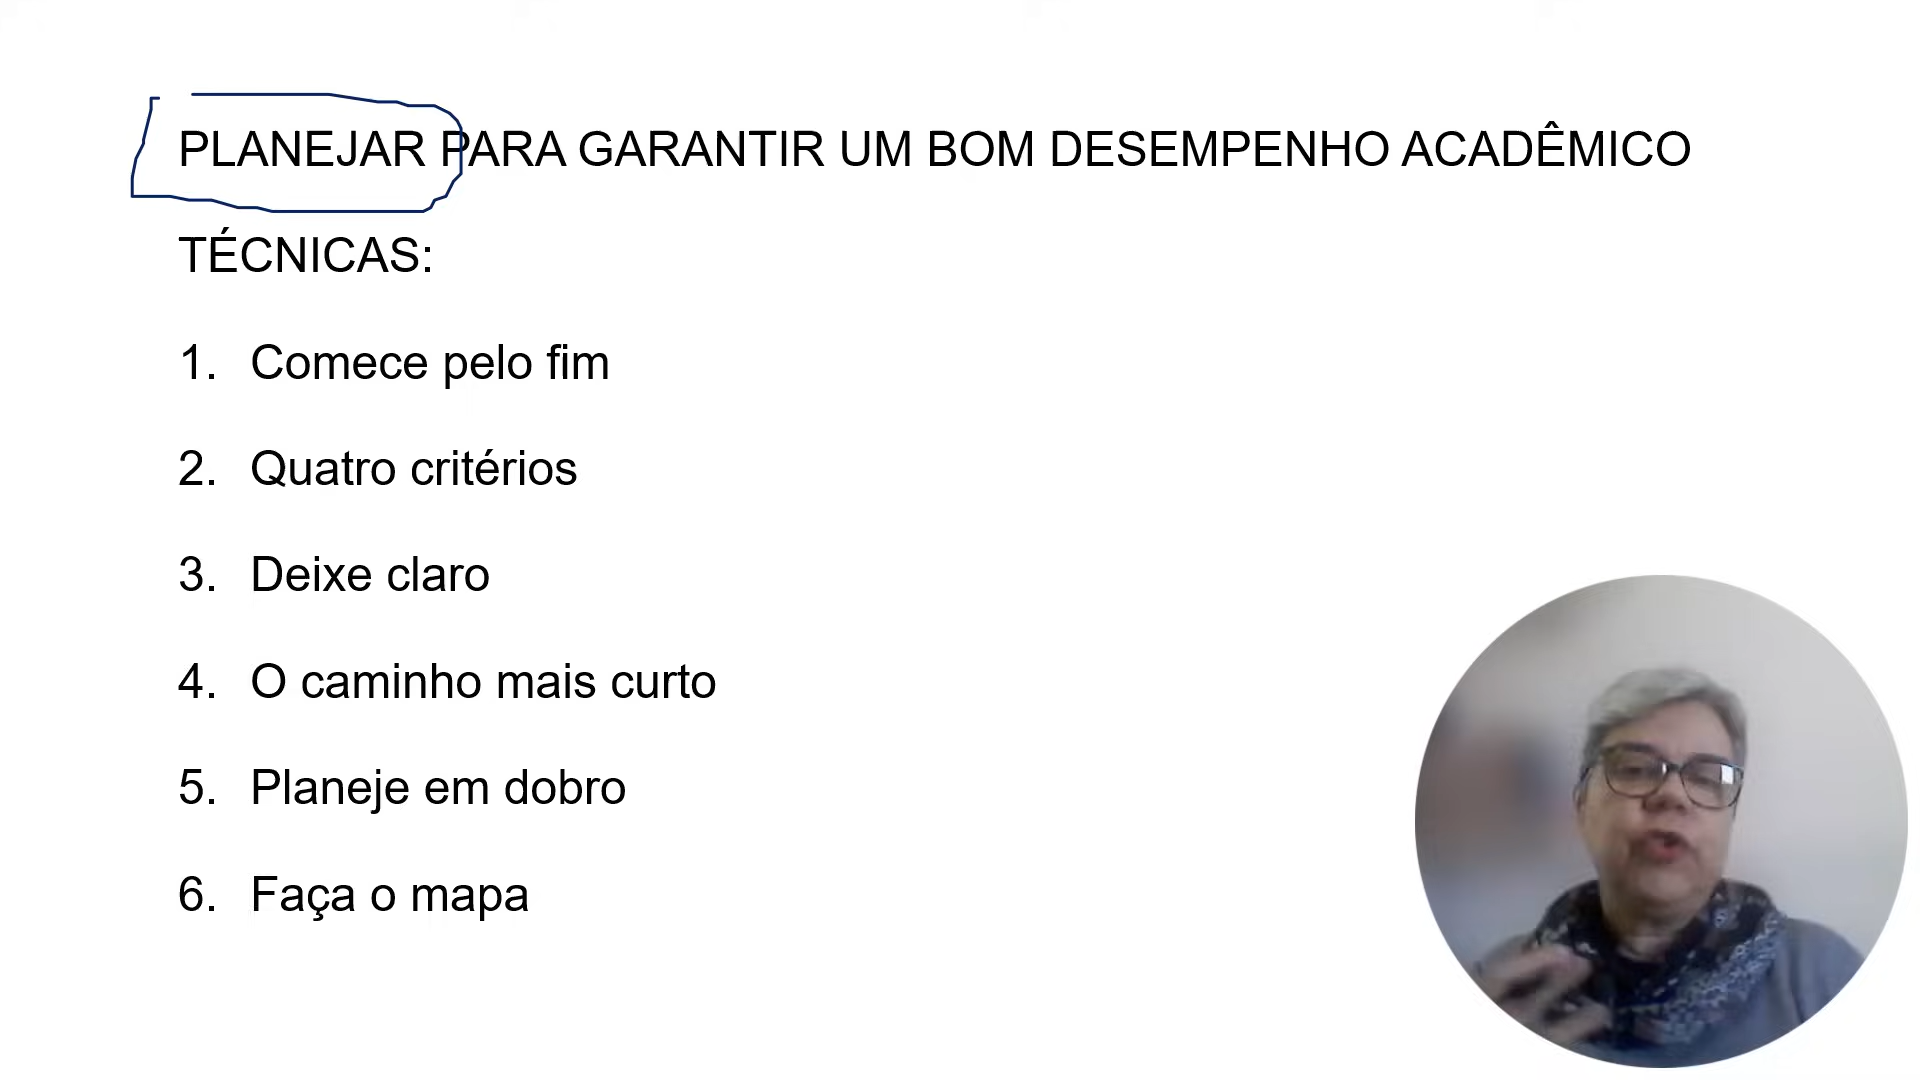 PLANEJAR PARA GARANTIR UM BOM DESEMPENHO ACADÊMICO
TÉCNICAS:
1. Comece pelo fim
2. Quatro critérios
3. Deixe claro
4. O caminho mais curto
5. Planeje em dobro
6. Faça o mapa